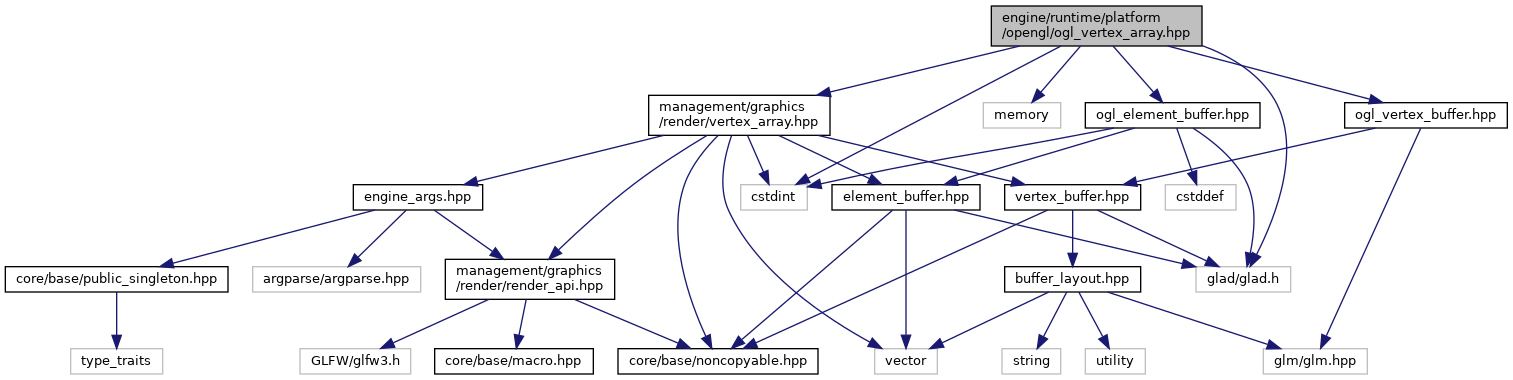 engine/runtime/platform
/opengl/ogl_vertex_array.hpp
management/graphics
/render/vertex_array.hpp
memory
ogl_element_buffer.hpp
ogl_vertex_buffer.hpp
engine_args.hpp
cstdint
element_buffer.hpp
vertex_buffer.hpp
cstddef
core/base/public_singleton.hpp
argparse/argparse.hpp
management/graphics
/render/render_api.hpp
buffer_layout.hpp
glad/glad.h
type_traits
GLFW/glfw3.h
core/base/macro.hpp
core/base/noncopyable.hpp
vector
string
utility
glm/glm.hpp